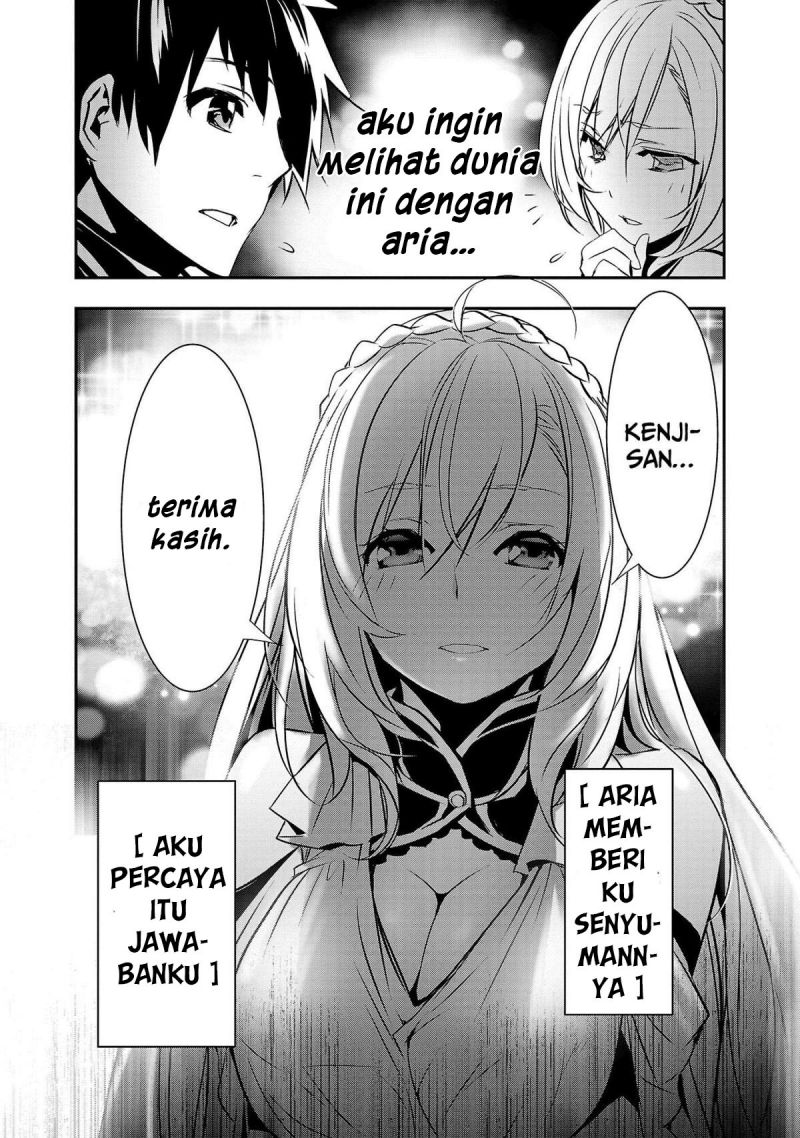 aku ingin
melihat dunia
ini dengan
aria...
KENJI-
SAN...
terima
kasih.
[ ARIA
MEM-
BERI
KU
SENYU-
MANN-
YA ]
[ AKU
PERCAYA
ITU
JAWA-
BANKU ]